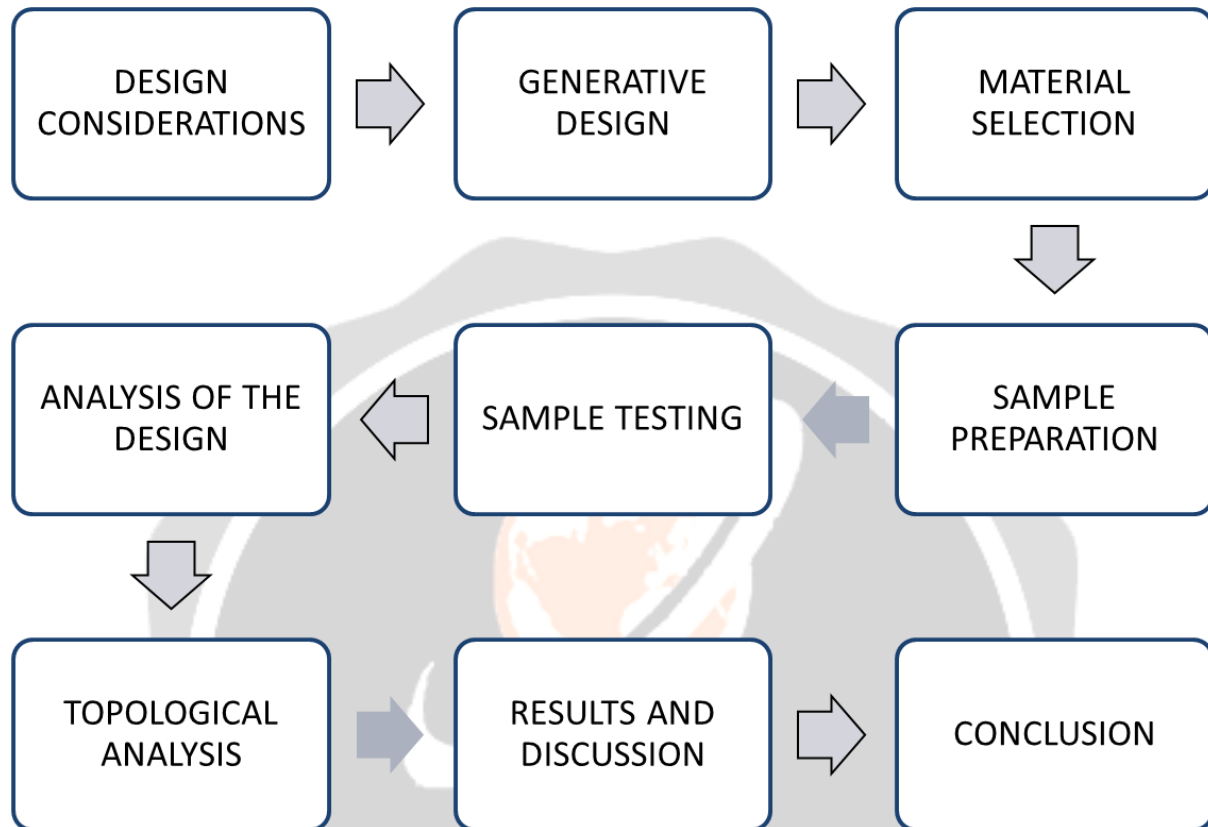 DESIGN
CONSIDERATIONS
GENERATIVE
DESIGN
MATERIAL
SELECTION
SAMPLE
PREPARATION
SAMPLE TESTING
ANALYSIS OF THE
DESIGN
TOPOLOGICAL
ANALYSIS
RESULTS AND
DISCUSSION
CONCLUSION